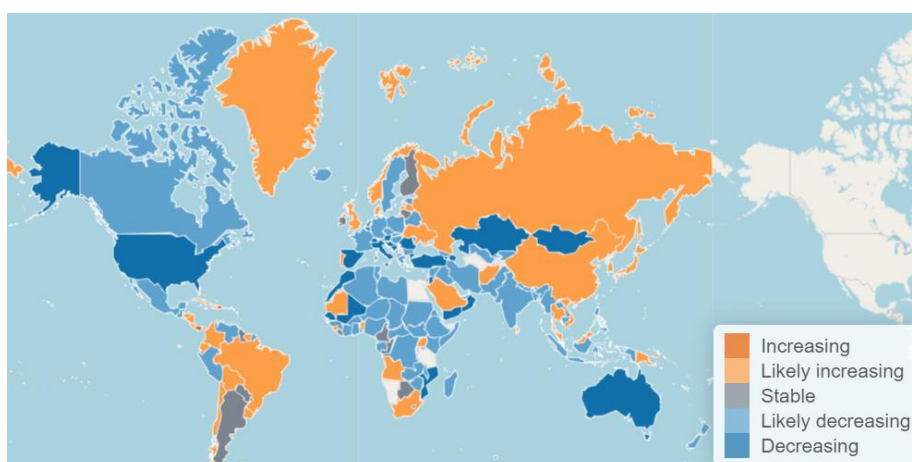 Increasing
Likely increasing
Stable
Likely decreasing
Decreasing